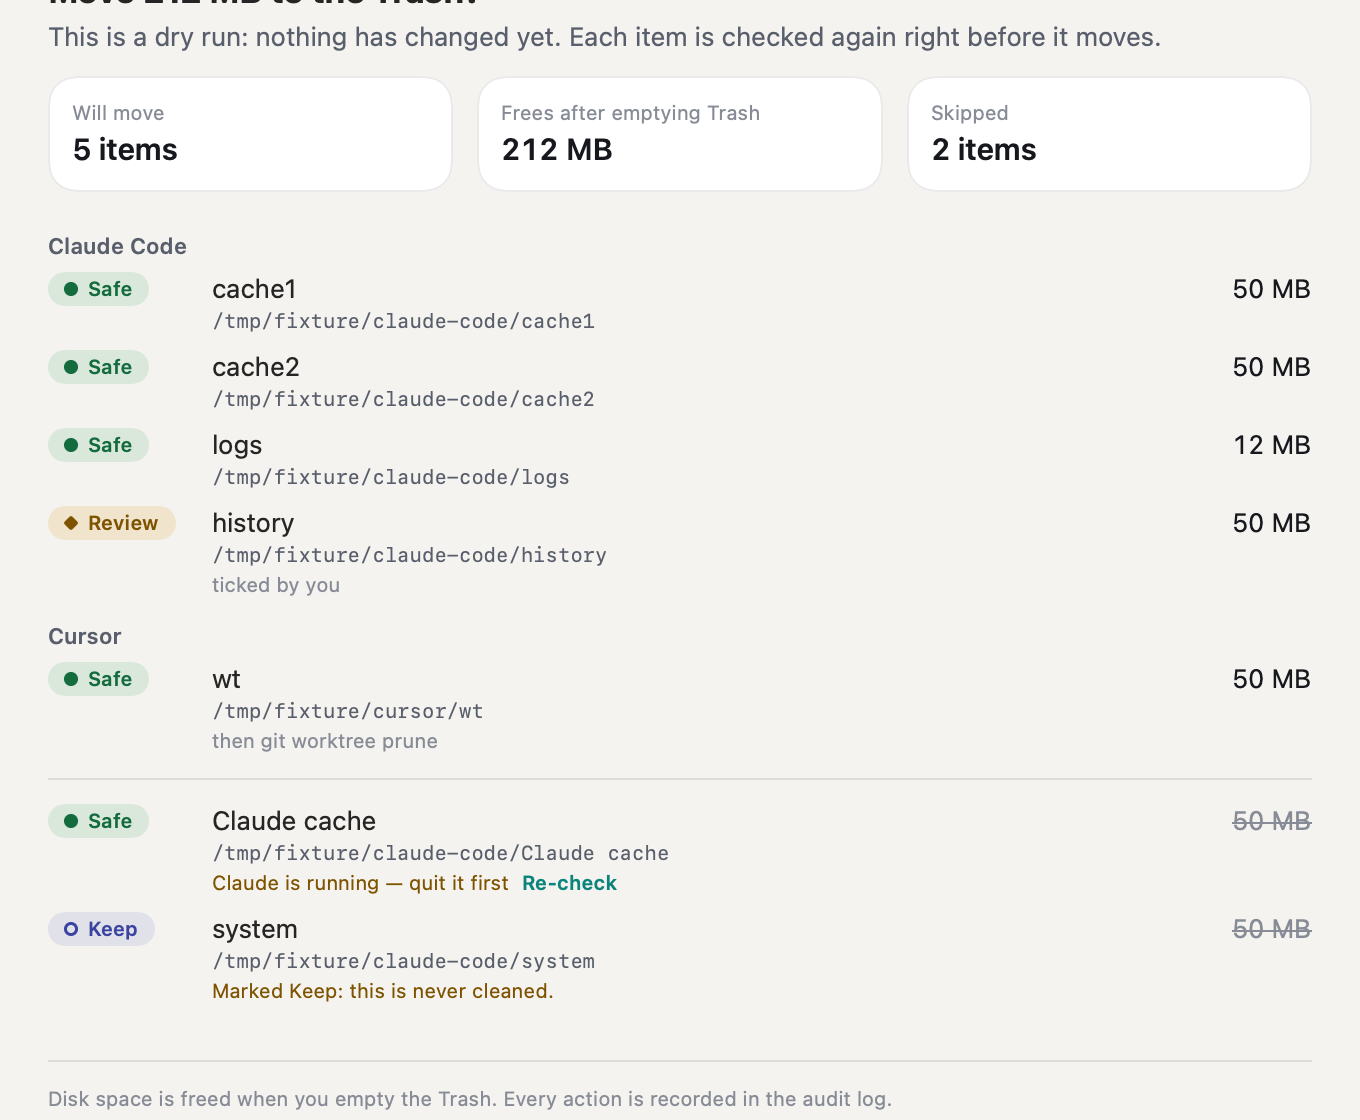 Move 212 MB to the Trash?
This is a dry run: nothing has changed yet. Each item is checked again right before it moves.
Will move
5 items
Frees after emptying Trash
212 MB
Skipped
2 items
Claude Code
Safe cache1 50 MB
/tmp/fixture/claude-code/cache1
Safe cache2 50 MB
/tmp/fixture/claude-code/cache2
Safe logs 12 MB
/tmp/fixture/claude-code/logs
Review history 50 MB
/tmp/fixture/claude-code/history
ticked by you
Cursor
Safe wt 50 MB
/tmp/fixture/cursor/wt
then git worktree prune
Safe Claude cache 50 MB
/tmp/fixture/claude-code/Claude cache
Claude is running — quit it first Re-check
Keep system 50 MB
/tmp/fixture/claude-code/system
Marked Keep: this is never cleaned.
Disk space is freed when you empty the Trash. Every action is recorded in the audit log.